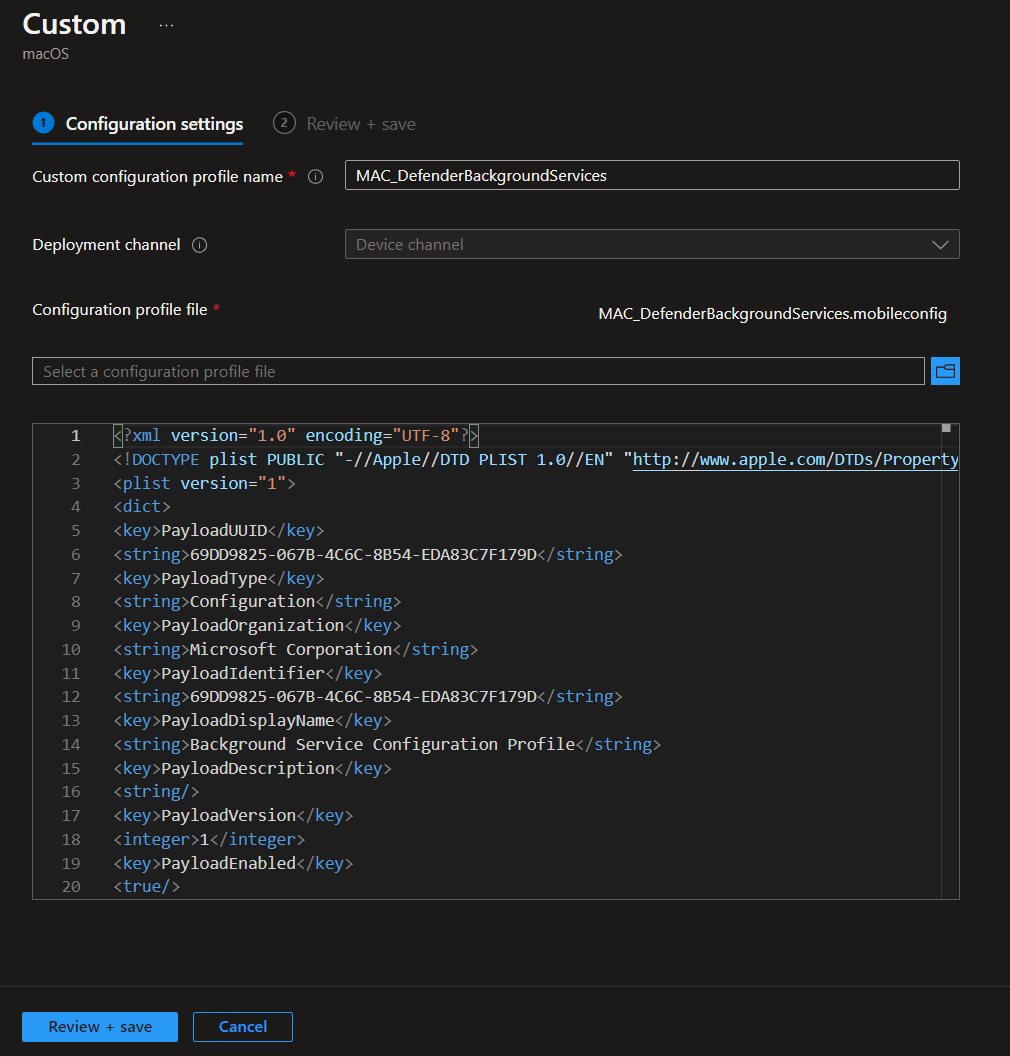 Custom ...
macOS
1 Configuration settings 2 Review + save
Custom configuration profile name * MAC_DefenderBackgroundServices
Deployment channel Device channel
Configuration profile file * MAC_DefenderBackgroundServices.mobileconfig
Select a configuration profile file
1 <?xml version="1.0" encoding="UTF-8"?>
2 <!DOCTYPE plist PUBLIC "-//Apple//DTD PLIST 1.0//EN" "http://www.apple.com/DTDs/Property
3 <plist version="1">
4 <dict>
5 <key>PayloadUUID</key>
6 <string>69DD9825-067B-4C6C-8B54-EDA83C7F179D</string>
7 <key>PayloadType</key>
8 <string>Configuration</string>
9 <key>PayloadOrganization</key>
10 <string>Microsoft Corporation</string>
11 <key>PayloadIdentifier</key>
12 <string>69DD9825-067B-4C6C-8B54-EDA83C7F179D</string>
13 <key>PayloadDisplayName</key>
14 <string>Background Service Configuration Profile</string>
15 <key>PayloadDescription</key>
16 <string/>
17 <key>PayloadVersion</key>
18 <integer>1</integer>
19 <key>PayloadEnabled</key>
20 <true/>
Review + save Cancel